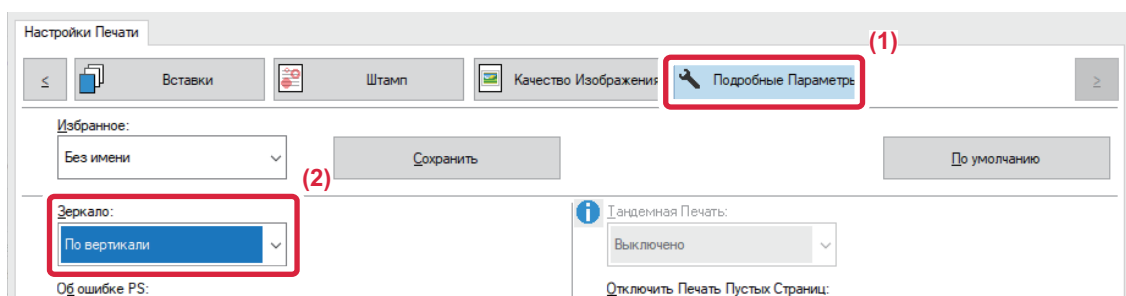 Настройки Печати
(1)
< Вставки Штамп Качество Изображения Подробные Параметры >
Избранное:
Без имени Сохранить По умолчанию
(2)
Зеркало: Тандемная Печать:
По вертикали Выключено
Об ошибке PS: Отключить Печать Пустых Страниц: